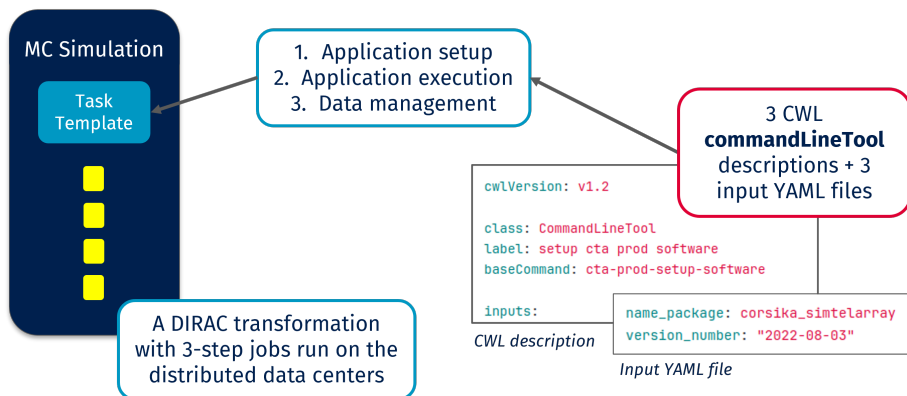 MC Simulation
Task
Template
1. Application setup
2. Application execution
3. Data management
3 CWL
commandLineTool
descriptions + 3
input YAML files
cwlVersion: v1.2
class: CommandLineTool
label: setup cta prod software
baseCommand: cta-prod-setup-software
inputs:
name_package: corsika_simtelarray
version_number: "2022-08-03"
CWL description
Input YAML file
A DIRAC transformation
with 3-step jobs run on the
distributed data centers